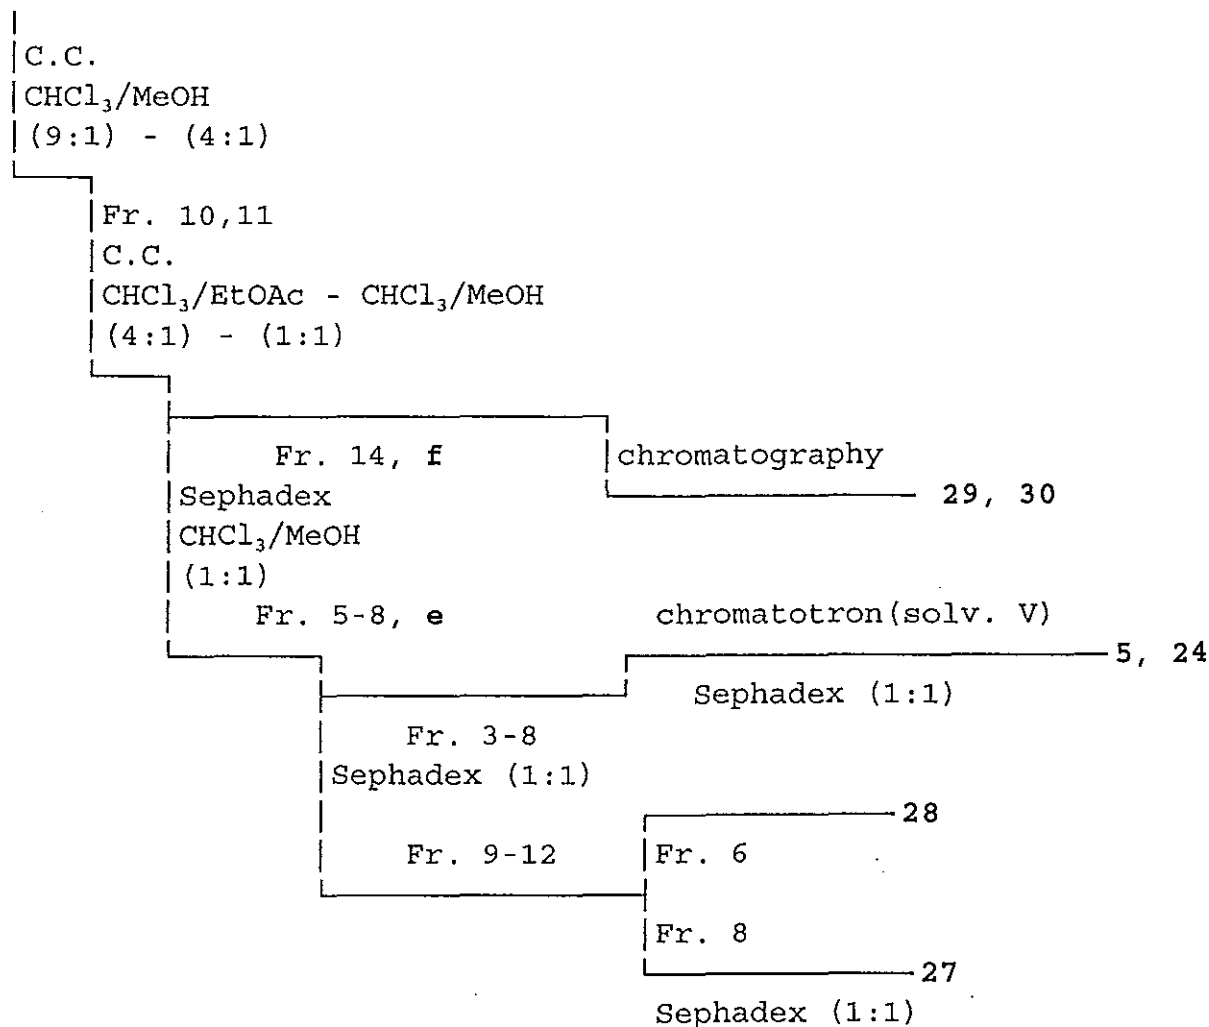 C.C.
CHCl₃/MeOH
(9:1) - (4:1)
Fr. 10,11
C.C.
CHCl₃/EtOAc - CHCl₃/MeOH
(4:1) - (1:1)
Fr. 14, f
chromatography
29, 30
Sephadex
CHCl₃/MeOH
(1:1)
Fr. 5-8, e
chromatotron(solv. V)
5, 24
Sephadex (1:1)
Fr. 3-8
Sephadex (1:1)
28
Fr. 9-12
Fr. 6
Fr. 8
27
Sephadex (1:1)